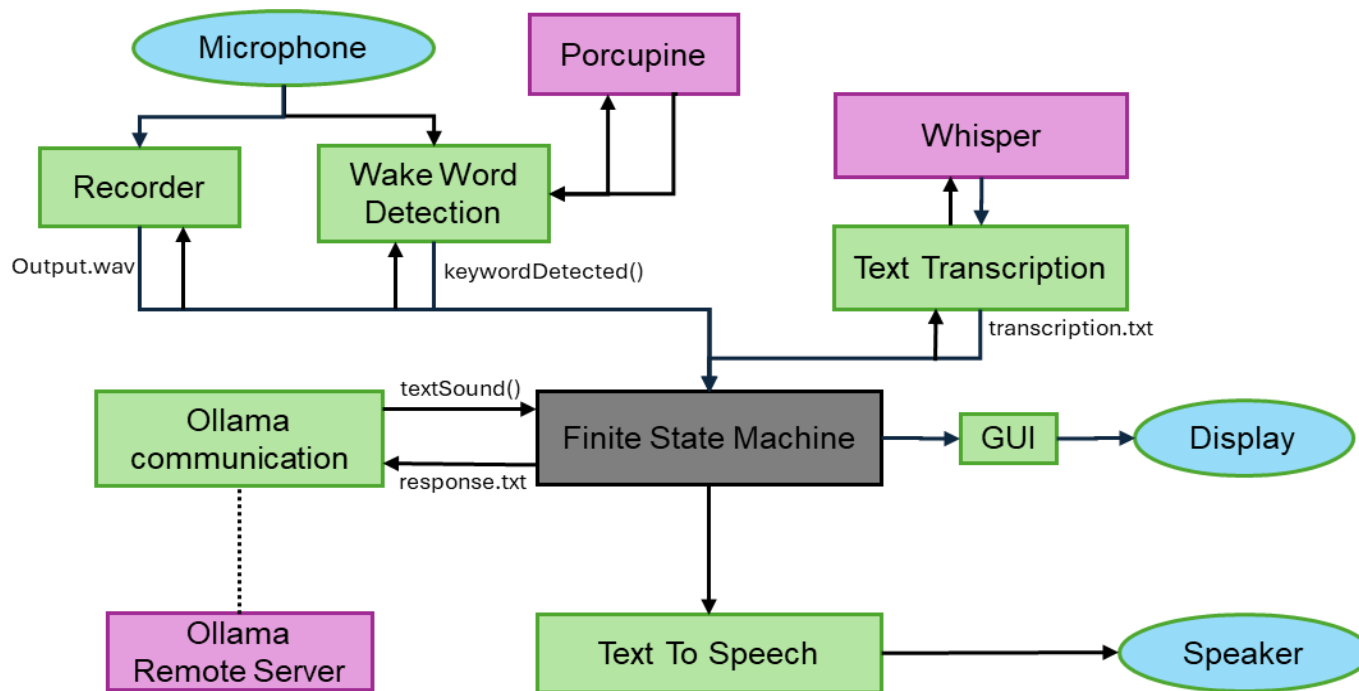 Microphone
Porcupine
Whisper
Recorder
Wake Word
Detection
Output.wav
keywordDetected()
Text Transcription
transcription.txt
Ollama
communication
textSound()
response.txt
Finite State Machine
GUI
Display
Ollama
Remote Server
Text To Speech
Speaker